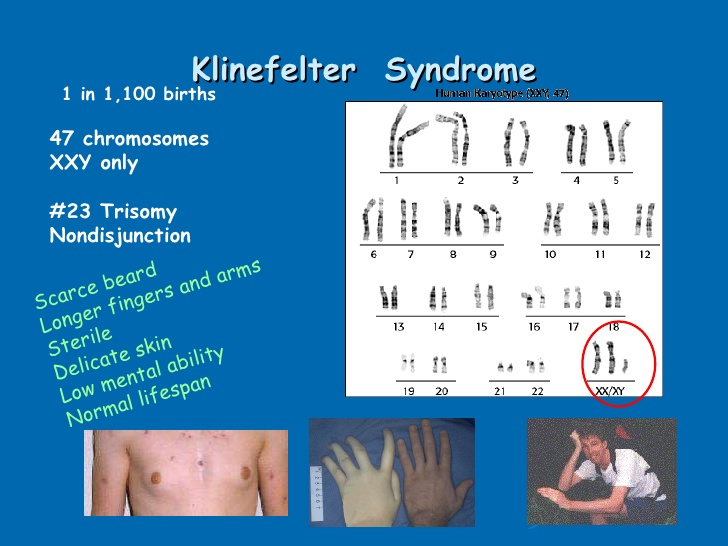 Klinefelter Syndrome
1 in 1,100 births
Human Karyotype (XXY, 47)
47 chromosomes
XXY only
#23 Trisomy
Nondisjunction
Scarce beard
Longer fingers and arms
Sterile
Delicate skin
Low mental ability
Normal lifespan
1 2 3 4 5
6 7 8 9 10 11 12
13 14 15 16 17 18
19 20 21 22 XX/XY